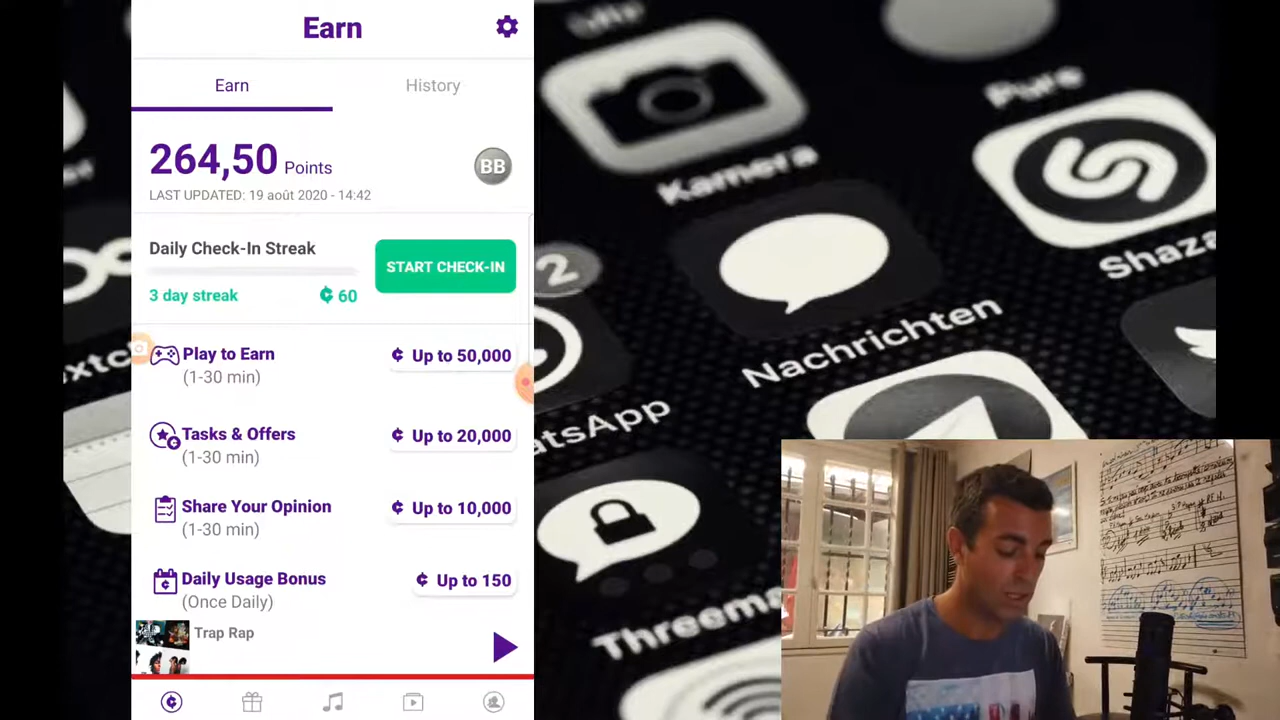 Earn
Earn
History
264,50 Points
BB
LAST UPDATED: 19 août 2020 - 14:42
Daily Check-In Streak
START CHECK-IN
3 day streak
60
Play to Earn
Up to 50,000
(1-30 min)
Tasks & Offers
Up to 20,000
(1-30 min)
Share Your Opinion
Up to 10,000
(1-30 min)
Daily Usage Bonus
Up to 150
(Once Daily)
Trap Rap
Kamera
Pure
Shaza
2
Nachrichten
atsApp
Threema